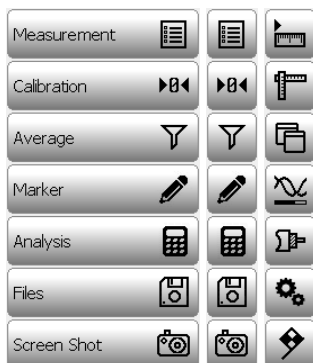 Measurement
Calibration
Average
Marker
Analysis
Files
Screen Shot